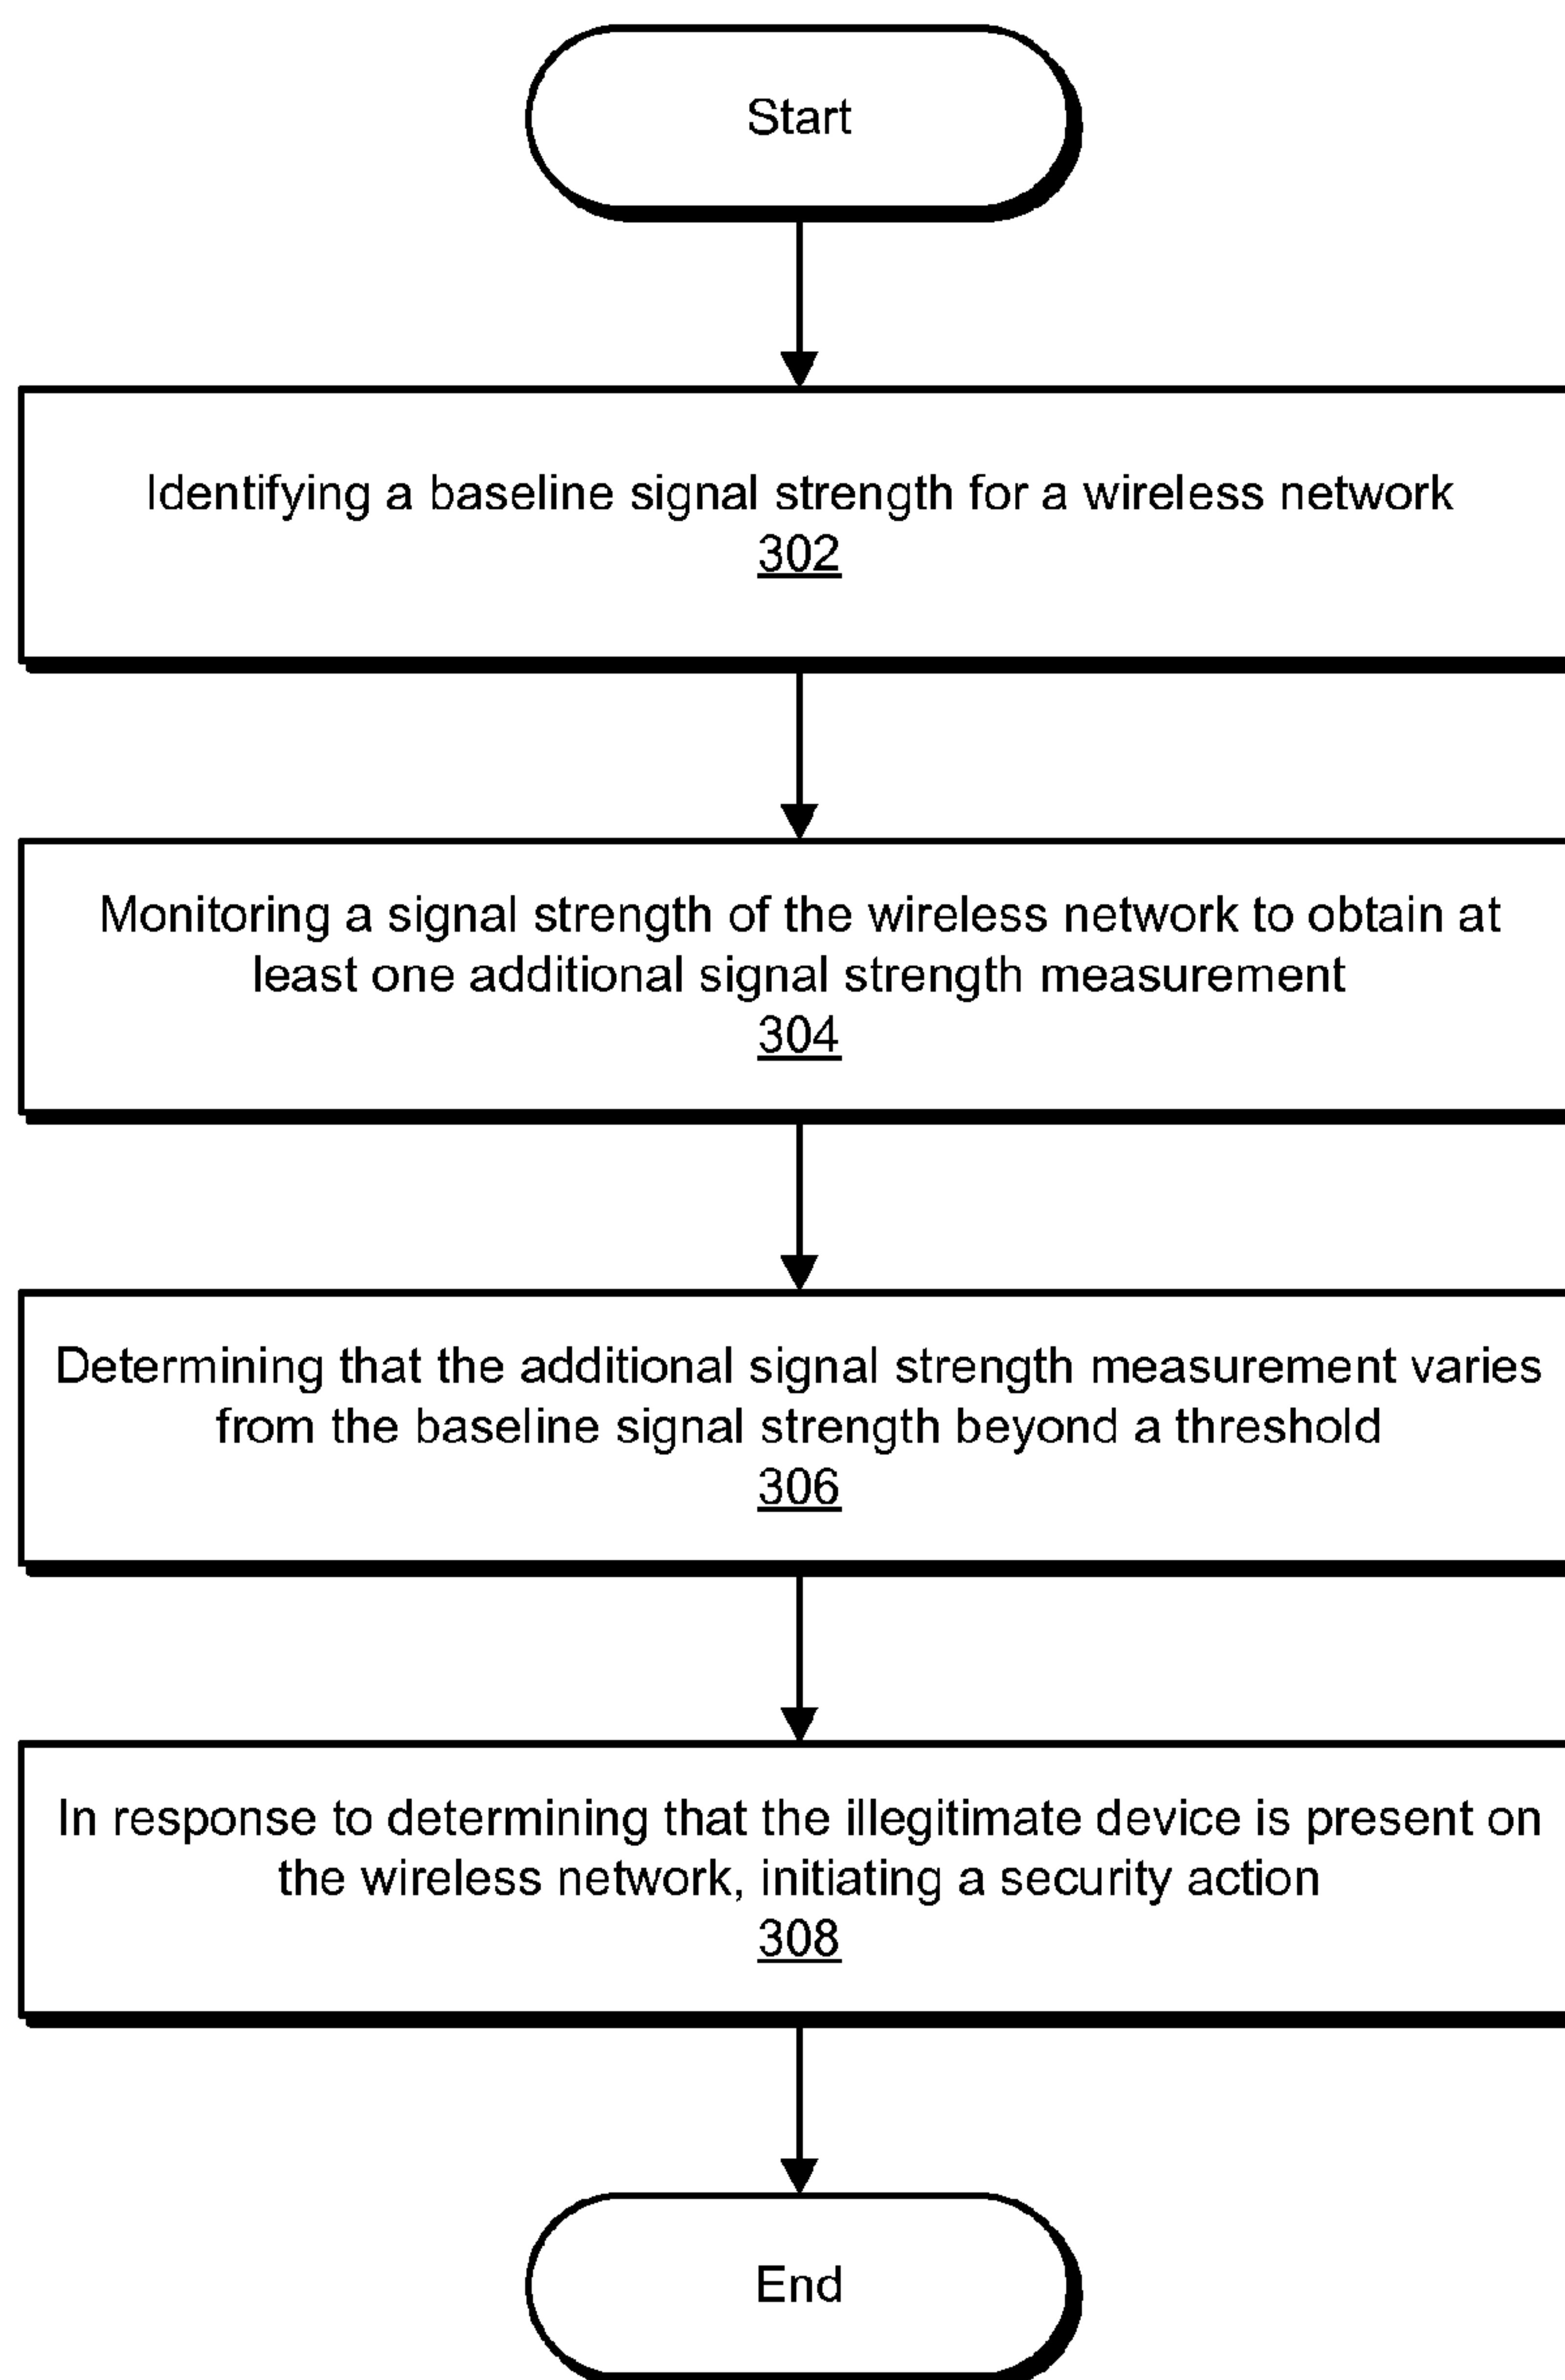 Start
Identifying a baseline signal strength for a wireless network
302
Monitoring a signal strength of the wireless network to obtain at
least one additional signal strength measurement
304
Determining that the additional signal strength measurement varies
from the baseline signal strength beyond a threshold
306
In response to determining that the illegitimate device is present on
the wireless network, initiating a security action
308
End